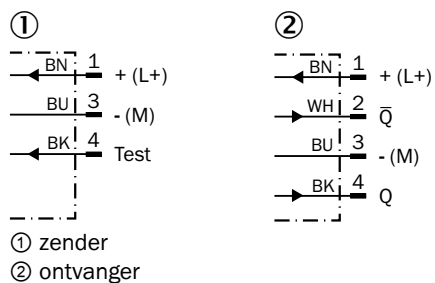 ① ②
BN 1 + (L+)
BU 3 - (M)
BK 4 Test
BN 1 + (L+)
WH 2 Q̅
BU 3 - (M)
BK 4 Q
① zender
② ontvanger